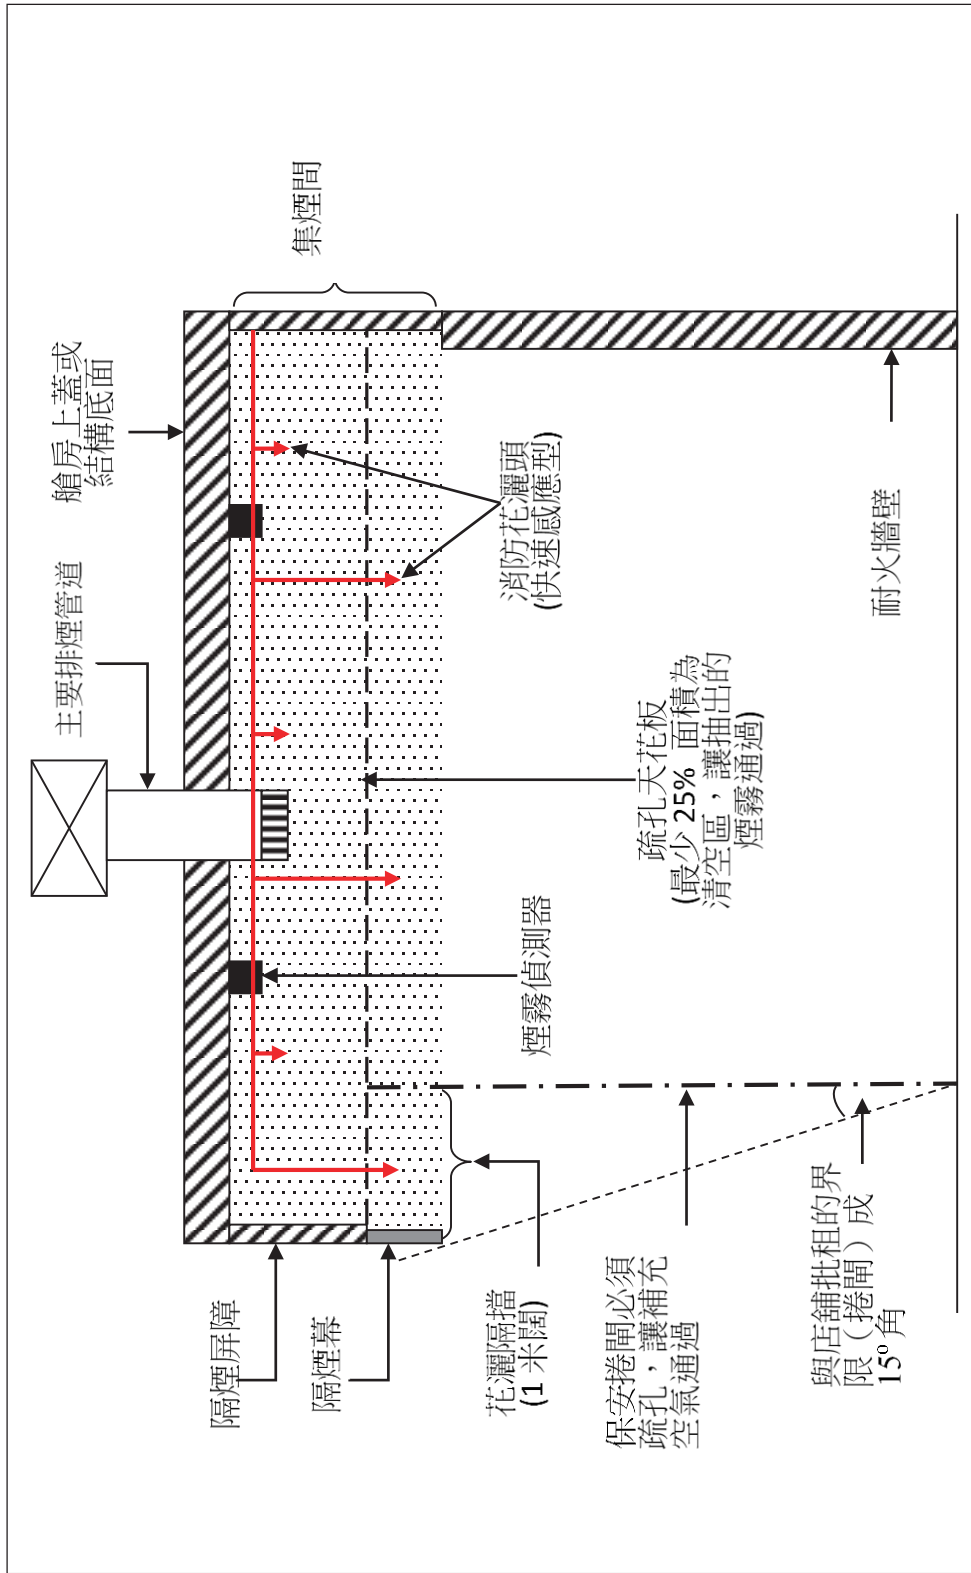 主要排煙管道
艙房上蓋或
結構底面
集煙間
隔煙屏障
隔煙幕
花灑隔擋
(1 米闊)
煙霧偵測器
消防花灑頭
(快速感應型)
保安捲閘必須
疏孔，讓補充
空氣通過
疏孔天花板
(最少 25% 面積為
清空區，讓抽出的
煙霧通過)
與店舖批租的界
限（捲閘）成
15º 角
耐火牆壁